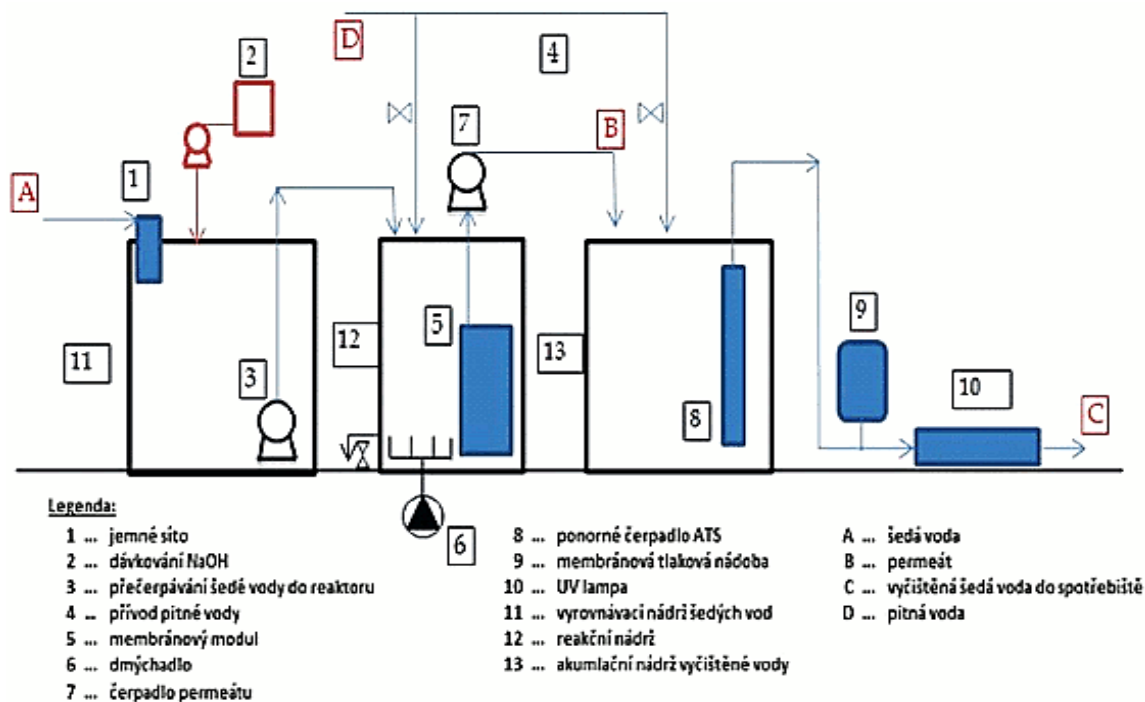 D
4
2
7
B
1
A
5
12
11
3
13
8
9
10
C
6
Legenda:
1 ... jemné síto
2 ... dávkování NaOH
3 ... přečerpávání šedé vody do reaktoru
4 ... přívod pitné vody
5 ... membránový modul
6 ... dmýchadlo
7 ... čerpadlo permeátu
8 ... ponorné čerpadlo ATS
9 ... membránová tlaková nádoba
10 ... UV lampa
11 ... vyrovnávací nádrž šedých vod
12 ... reakční nádrž
13 ... akumlační nádrž vyčištěné vody
A ... šedá voda
B ... permeát
C ... vyčištěná šedá voda do spotřebiště
D ... pitná voda